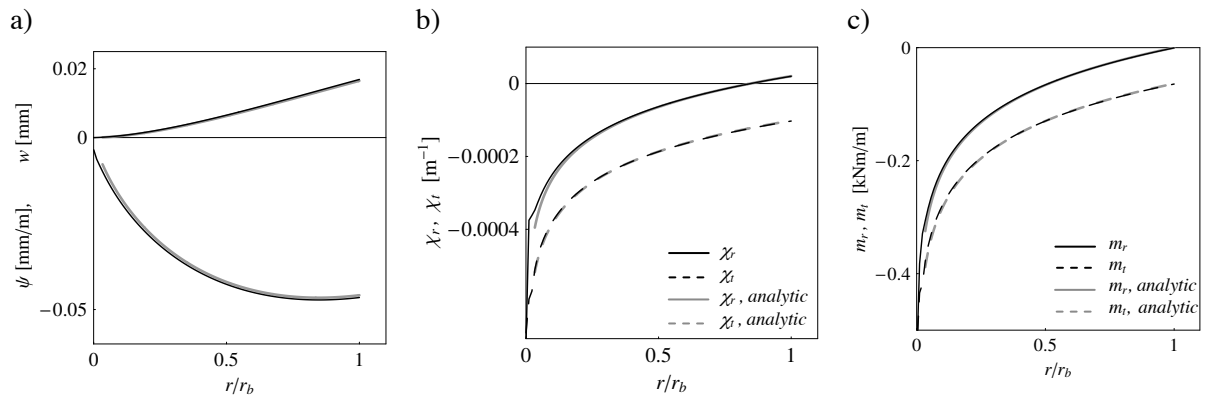 a)
0.02
0
w [mm]
ψ [mm/m],
−0.05
0
0.5
1
r/r_b
b)
0
−0.0002
−0.0004
χ_r , χ_t [m⁻¹]
χ_r
χ_t
χ_r , analytic
χ_t , analytic
0
0.5
1
r/r_b
c)
0
−0.2
−0.4
m_r, m_t [kNm/m]
m_r
m_t
m_r, analytic
m_t, analytic
0
0.5
1
r/r_b